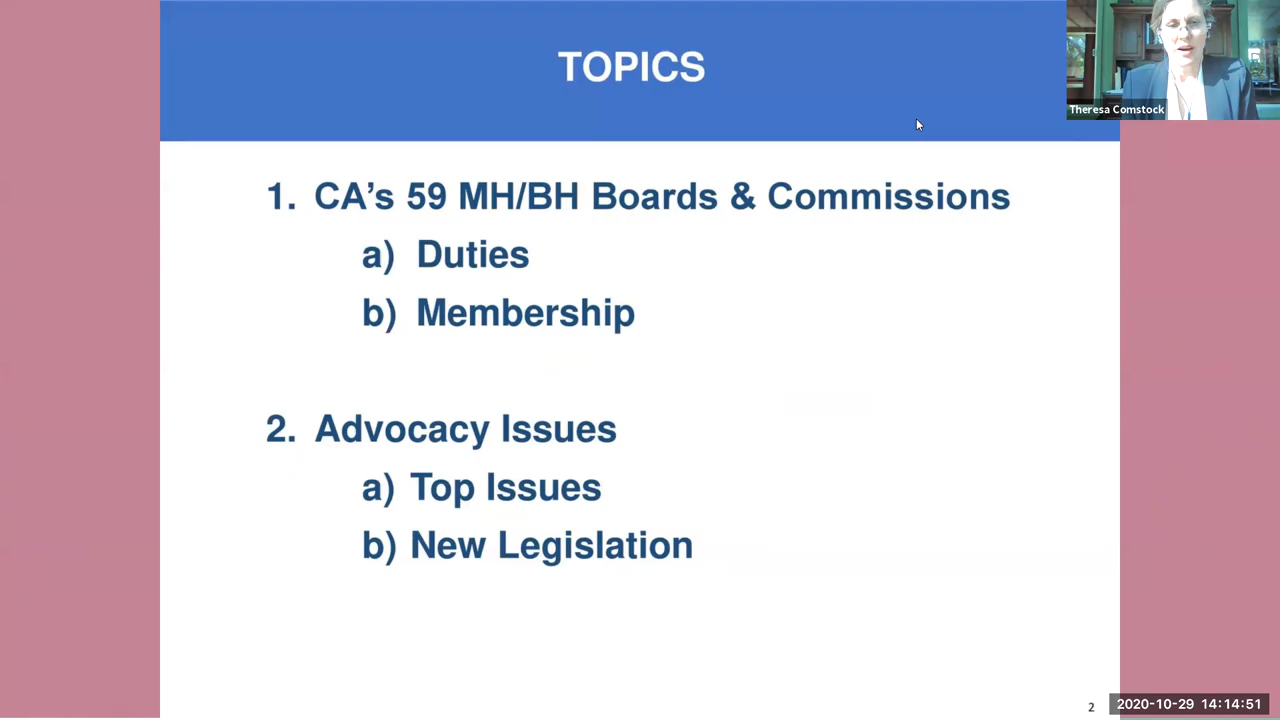 TOPICS
Theresa Comstock
1. CA's 59 MH/BH Boards & Commissions
a) Duties
b) Membership
2. Advocacy Issues
a) Top Issues
b) New Legislation
2
2020-10-29 14:14:51